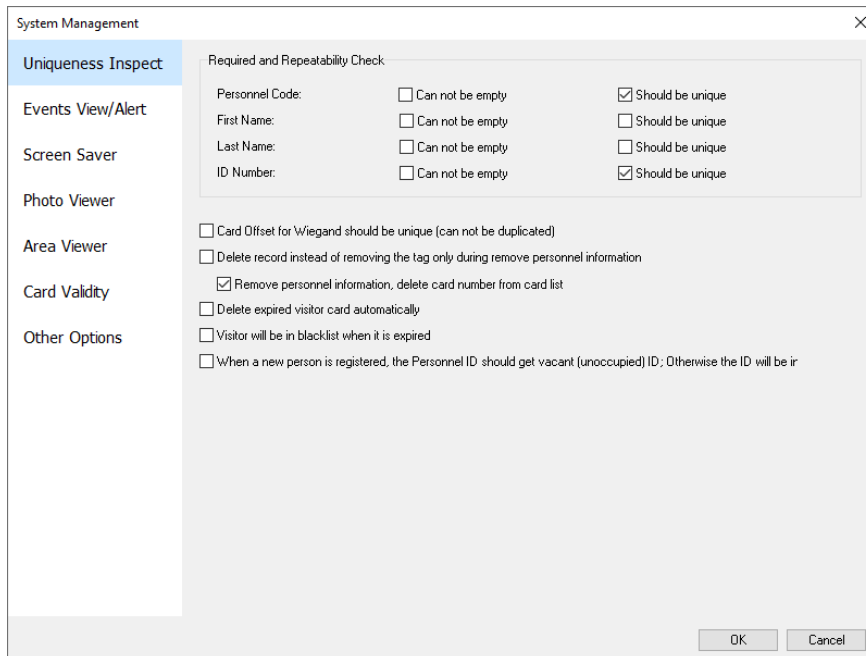 System Management
Uniqueness Inspect
Events View/Alert
Screen Saver
Photo Viewer
Area Viewer
Card Validity
Other Options
Required and Repeatability Check
Personnel Code: Can not be empty Should be unique
First Name: Can not be empty Should be unique
Last Name: Can not be empty Should be unique
ID Number: Can not be empty Should be unique
Card Offset for Wiegand should be unique (can not be duplicated)
Delete record instead of removing the tag only during remove personnel information
Remove personnel information, delete card number from card list
Delete expired visitor card automatically
Visitor will be in blacklist when it is expired
When a new person is registered, the Personnel ID should get vacant (unoccupied) ID; Otherwise the ID will be ir
OK Cancel